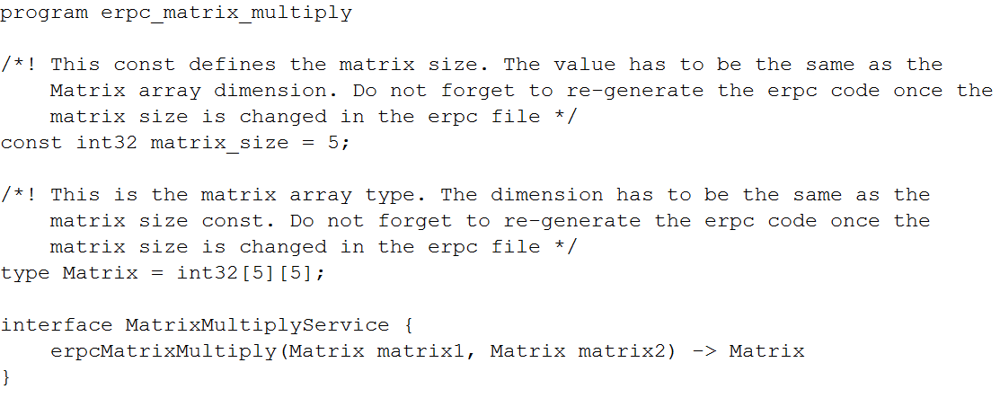 program erpc_matrix_multiply
/*! This const defines the matrix size. The value has to be the same as the
Matrix array dimension. Do not forget to re-generate the erpc code once the
matrix size is changed in the erpc file */
const int32 matrix_size = 5;
/*! This is the matrix array type. The dimension has to be the same as the
matrix size const. Do not forget to re-generate the erpc code once the
matrix size is changed in the erpc file */
type Matrix = int32[5][5];
interface MatrixMultiplyService {
erpcMatrixMultiply(Matrix matrix1, Matrix matrix2) -> Matrix
}